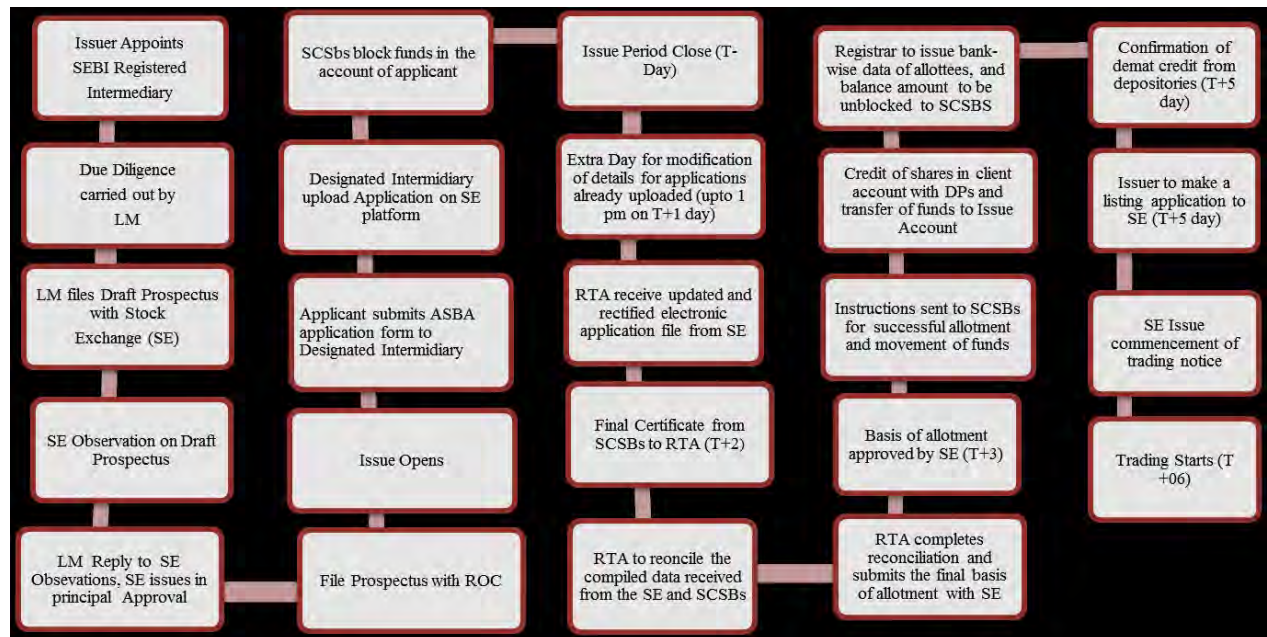 Issuer Appoints
SEBI Registered
Intermediary
Due Diligence
carried out by
LM
LM files Draft Prospectus
with Stock
Exchange (SE)
SE Observation on Draft
Prospectus
LM Reply to SE
Obsevations, SE issues in
principal Approval
File Prospectus with ROC
Issue Opens
Applicant submits ASBA
application form to
Designated Intermediary
Designated Intermidiary
upload Application on SE
platform
SCSbs block funds in the
account of applicant
Issue Period Close (T-
Day)
Extra Day for modification
of details for applications
already uploaded (upto 1
pm on T+1 day)
RTA receive updated and
rectified electronic
application file from SE
Final Certificate from
SCSBs to RTA (T+2)
RTA to reconcile the
compiled data received
from the SE and SCSBs
RTA completes
reconciliation and
submits the final basis
of allotment with SE
Basis of allotment
approved by SE (T+3)
Instructions sent to SCSBs
for successful allotment
and movement of funds
Credit of shares in client
account with DPs and
transfer of funds to Issue
Account
Registrar to issue bank-
wise data of allottees, and
balance amount to be
unblocked to SCSBS
Confirmation of
demat credit from
depositories (T+5
day)
Issuer to make a
listing application to
SE (T+5 day)
SE Issue
commencement of
trading notice
Trading Starts (T
+06)